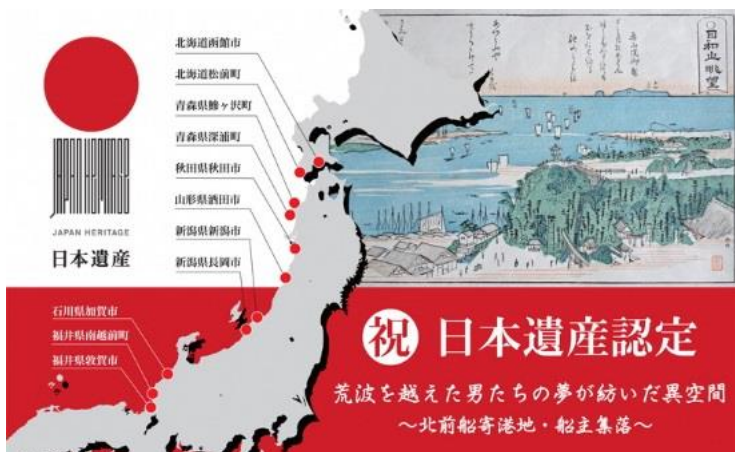 JAPAN HERITAGE
日本遺産
北海道函館市
北海道松前町
青森県鰺ヶ沢町
青森県深浦町
秋田県秋田市
山形県酒田市
新潟県新潟市
新潟県長岡市
石川県加賀市
福井県南越前町
福井県敦賀市
日和山眺望
祝 日本遺産認定
荒波を越えた男たちの夢が紡いだ異空間
～北前船寄港地・船主集落～